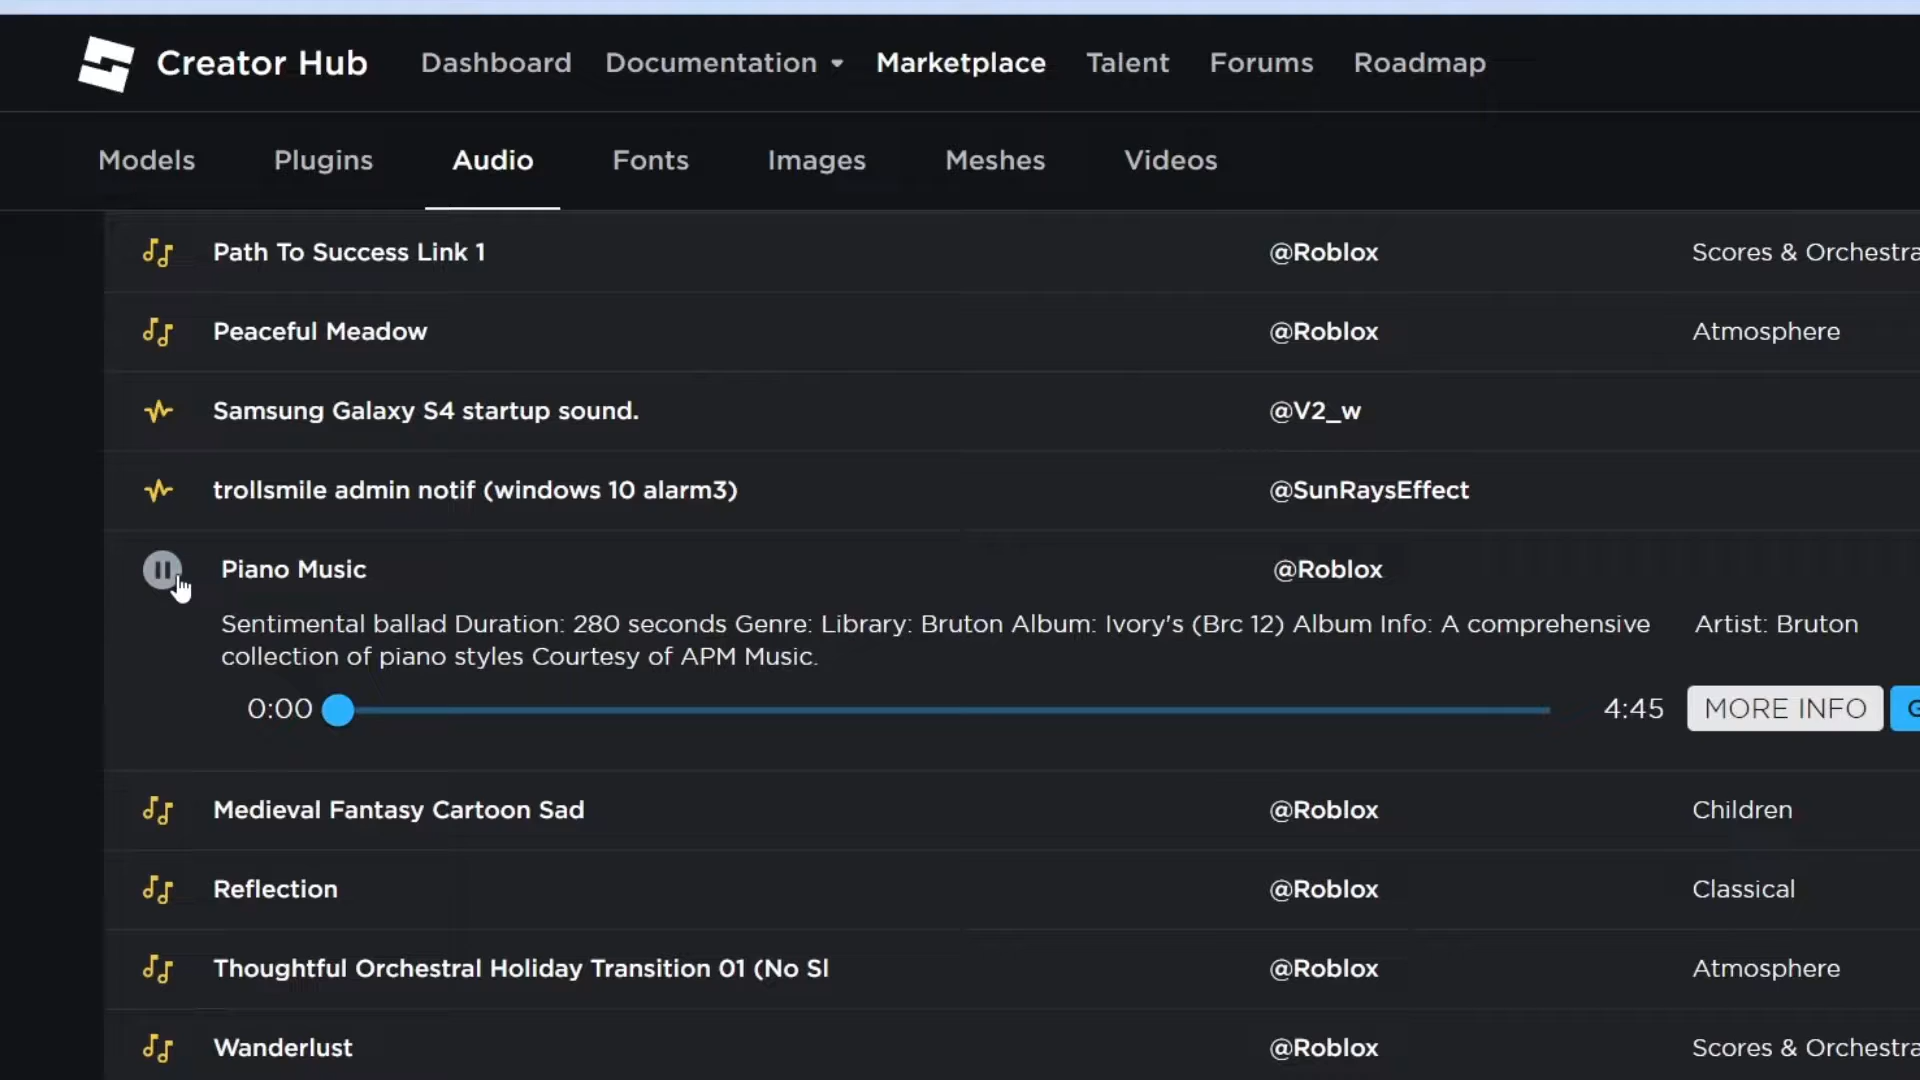 Creator Hub Dashboard Documentation Marketplace Talent Forums Roadmap
Models Plugins Audio Fonts Images Meshes Videos
Path To Success Link 1 @Roblox Scores & Orchestra
Peaceful Meadow @Roblox Atmosphere
Samsung Galaxy S4 startup sound. @V2_w
trollsmile admin notif (windows 10 alarm3) @SunRaysEffect
Piano Music @Roblox
Sentimental ballad Duration: 280 seconds Genre: Library: Bruton Album: Ivory's (Brc 12) Album Info: A comprehensive Artist: Bruton
collection of piano styles Courtesy of APM Music.
0:00 4:45 MORE INFO
Medieval Fantasy Cartoon Sad @Roblox Children
Reflection @Roblox Classical
Thoughtful Orchestral Holiday Transition 01 (No Sl @Roblox Atmosphere
Wanderlust @Roblox Scores & Orchestra